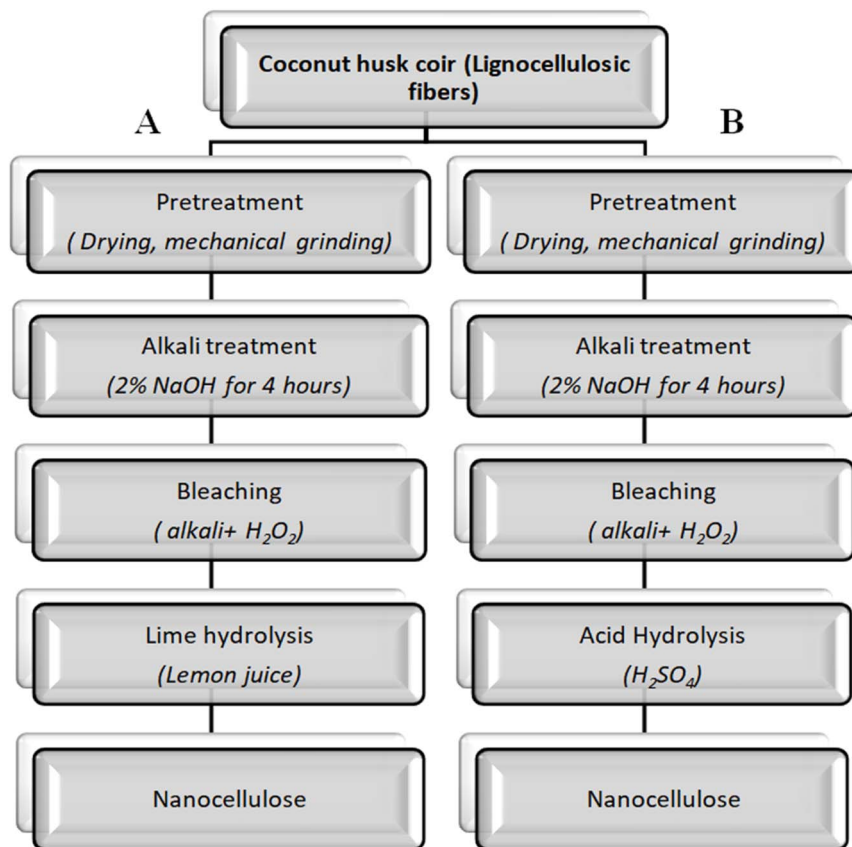 Coconut husk coir (Lignocellulosic
fibers)
A
B
Pretreatment
( Drying, mechanical grinding)
Pretreatment
( Drying, mechanical grinding)
Alkali treatment
(2% NaOH for 4 hours)
Alkali treatment
(2% NaOH for 4 hours)
Bleaching
( alkali+ H₂O₂)
Bleaching
( alkali+ H₂O₂)
Lime hydrolysis
(Lemon juice)
Acid Hydrolysis
(H₂SO₄)
Nanocellulose
Nanocellulose